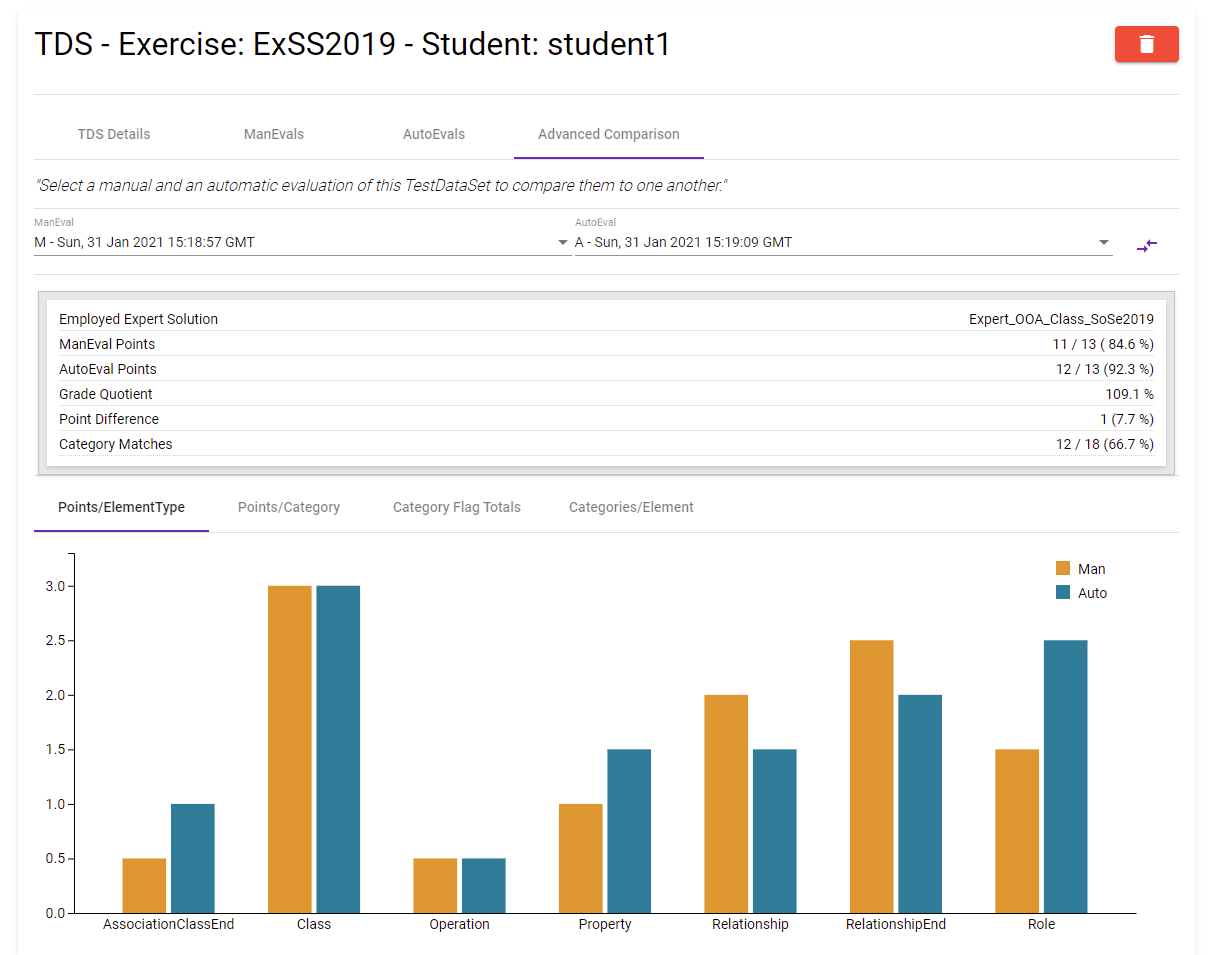 TDS - Exercise: ExSS2019 - Student: student1
TDS Details ManEvals AutoEvals Advanced Comparison
"Select a manual and an automatic evaluation of this TestDataSet to compare them to one another."
ManEval AutoEval
M - Sun, 31 Jan 2021 15:18:57 GMT A - Sun, 31 Jan 2021 15:19:09 GMT
Employed Expert Solution Expert_OOA_Class_SoSe2019
ManEval Points 11 / 13 ( 84.6 %)
AutoEval Points 12 / 13 (92.3 %)
Grade Quotient 109.1 %
Point Difference 1 (7.7 %)
Category Matches 12 / 18 (66.7 %)
Points/ElementType Points/Category Category Flag Totals Categories/Element
Man
Auto
3.0
2.5
2.0
1.5
1.0
0.5
0.0
AssociationClassEnd Class Operation Property Relationship RelationshipEnd Role